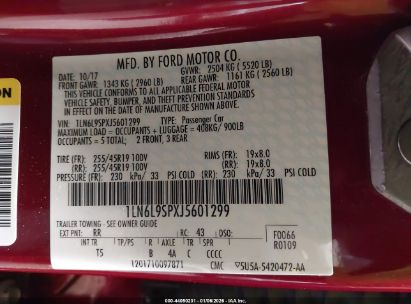 MFD. BY FORD MOTOR CO.
DATE: 10/17 GVWR: 2504 KG ( 5520 LB)
FRONT GAWR: 1343 KG ( 2960 LB) REAR GAWR: 1161 KG ( 2560 LB)
THIS VEHICLE CONFORMS TO ALL APPLICABLE FEDERAL MOTOR
VEHICLE SAFETY, BUMPER, AND THEFT PREVENTION STANDARDS IN
EFFECT ON THE DATE OF MANUFACTURE SHOWN ABOVE.
VIN: 1LN6L9SPXJ5601299 TYPE: Passenger Car
MAXIMUM LOAD = OCCUPANTS + LUGGAGE = 408KG/ 900LB
OCCUPANTS = 5 TOTAL: 2 FRONT, 3 REAR
TIRE (FR): 255/45R19 100V RIMS (FR): 19x8.0
(RR): 255/45R19 100V (RR): 19x8.0
PRESSURE (FR): 230 kPa/ 33 PSI COLD (RR): 230 kPa/ 33 PSI COLD
1LN6L9SPXJ5601299
TRAILER TOWING - SEE OWNER GUIDE
EXT PNT: RR RC: 43 DSO: F0066
R0109
INT TR TP/PS R AXLE TR SPR
T5 B 4A C CCCC
CMC
5U5A-5420472-AA
ION